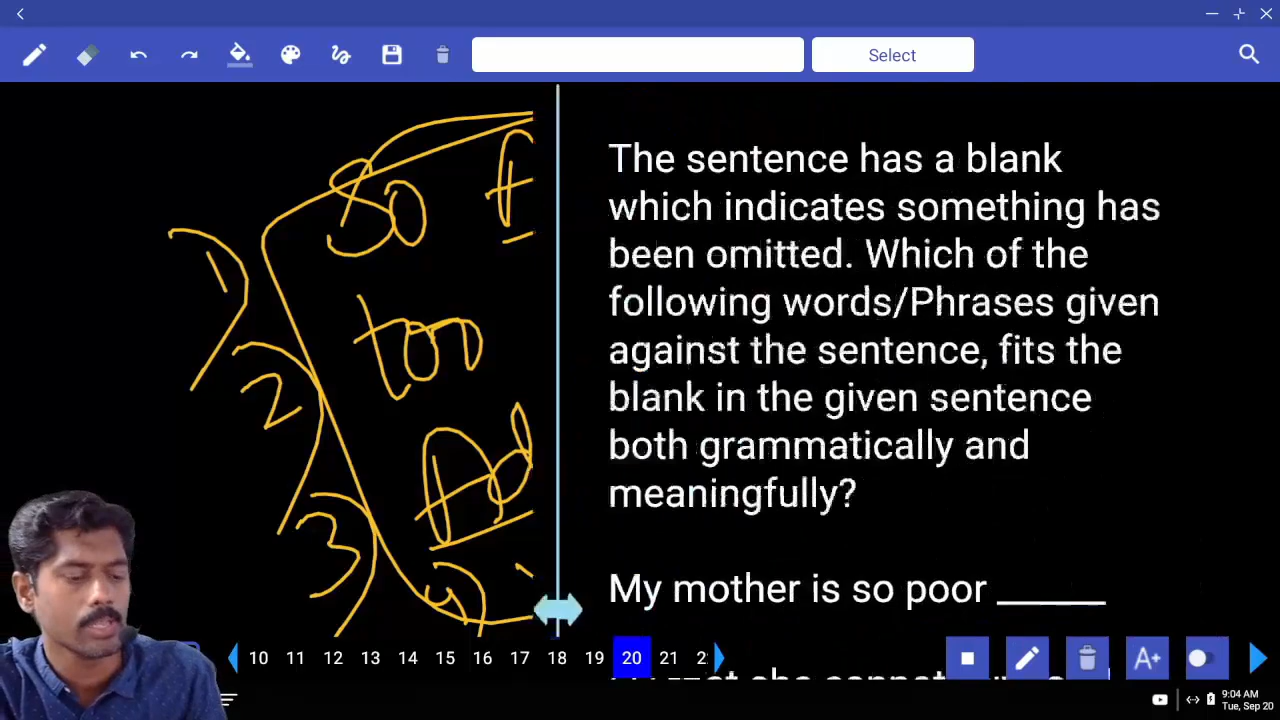 Select
1)
So
2)
too
3)
Ad
The sentence has a blank
which indicates something has
been omitted. Which of the
following words/Phrases given
against the sentence, fits the
blank in the given sentence
both grammatically and
meaningfully?
My mother is so poor ______
she cannot
10 11 12 13 14 15 16 17 18 19 20 21
A+
9:04 AM
Tue, Sep 20